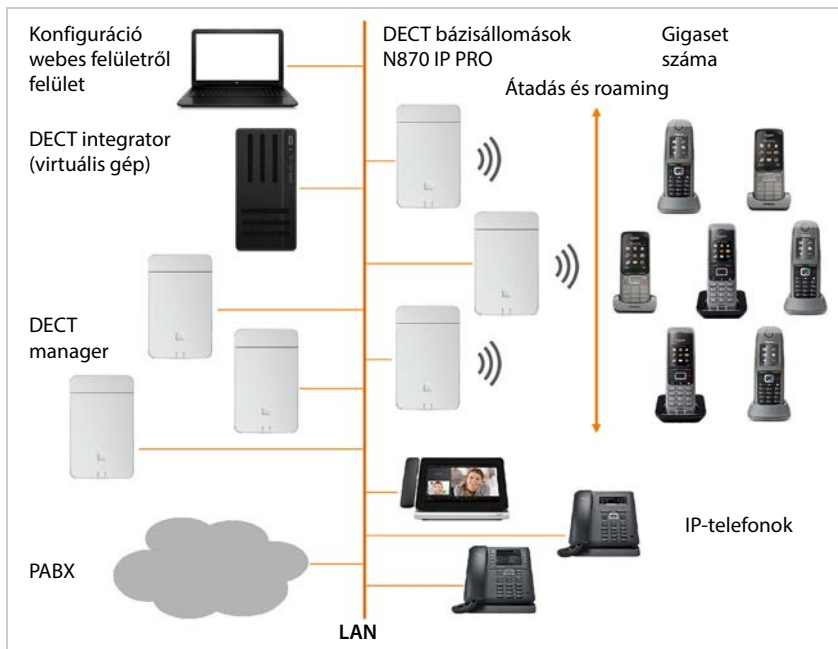 Konfiguráció
webes felületről
felület
DECT bázisállomások
N870 IP PRO
Gigaset
száma
Átadás és roaming
DECT integrator
(virtuális gép)
DECT
manager
IP-telefonok
PABX
LAN